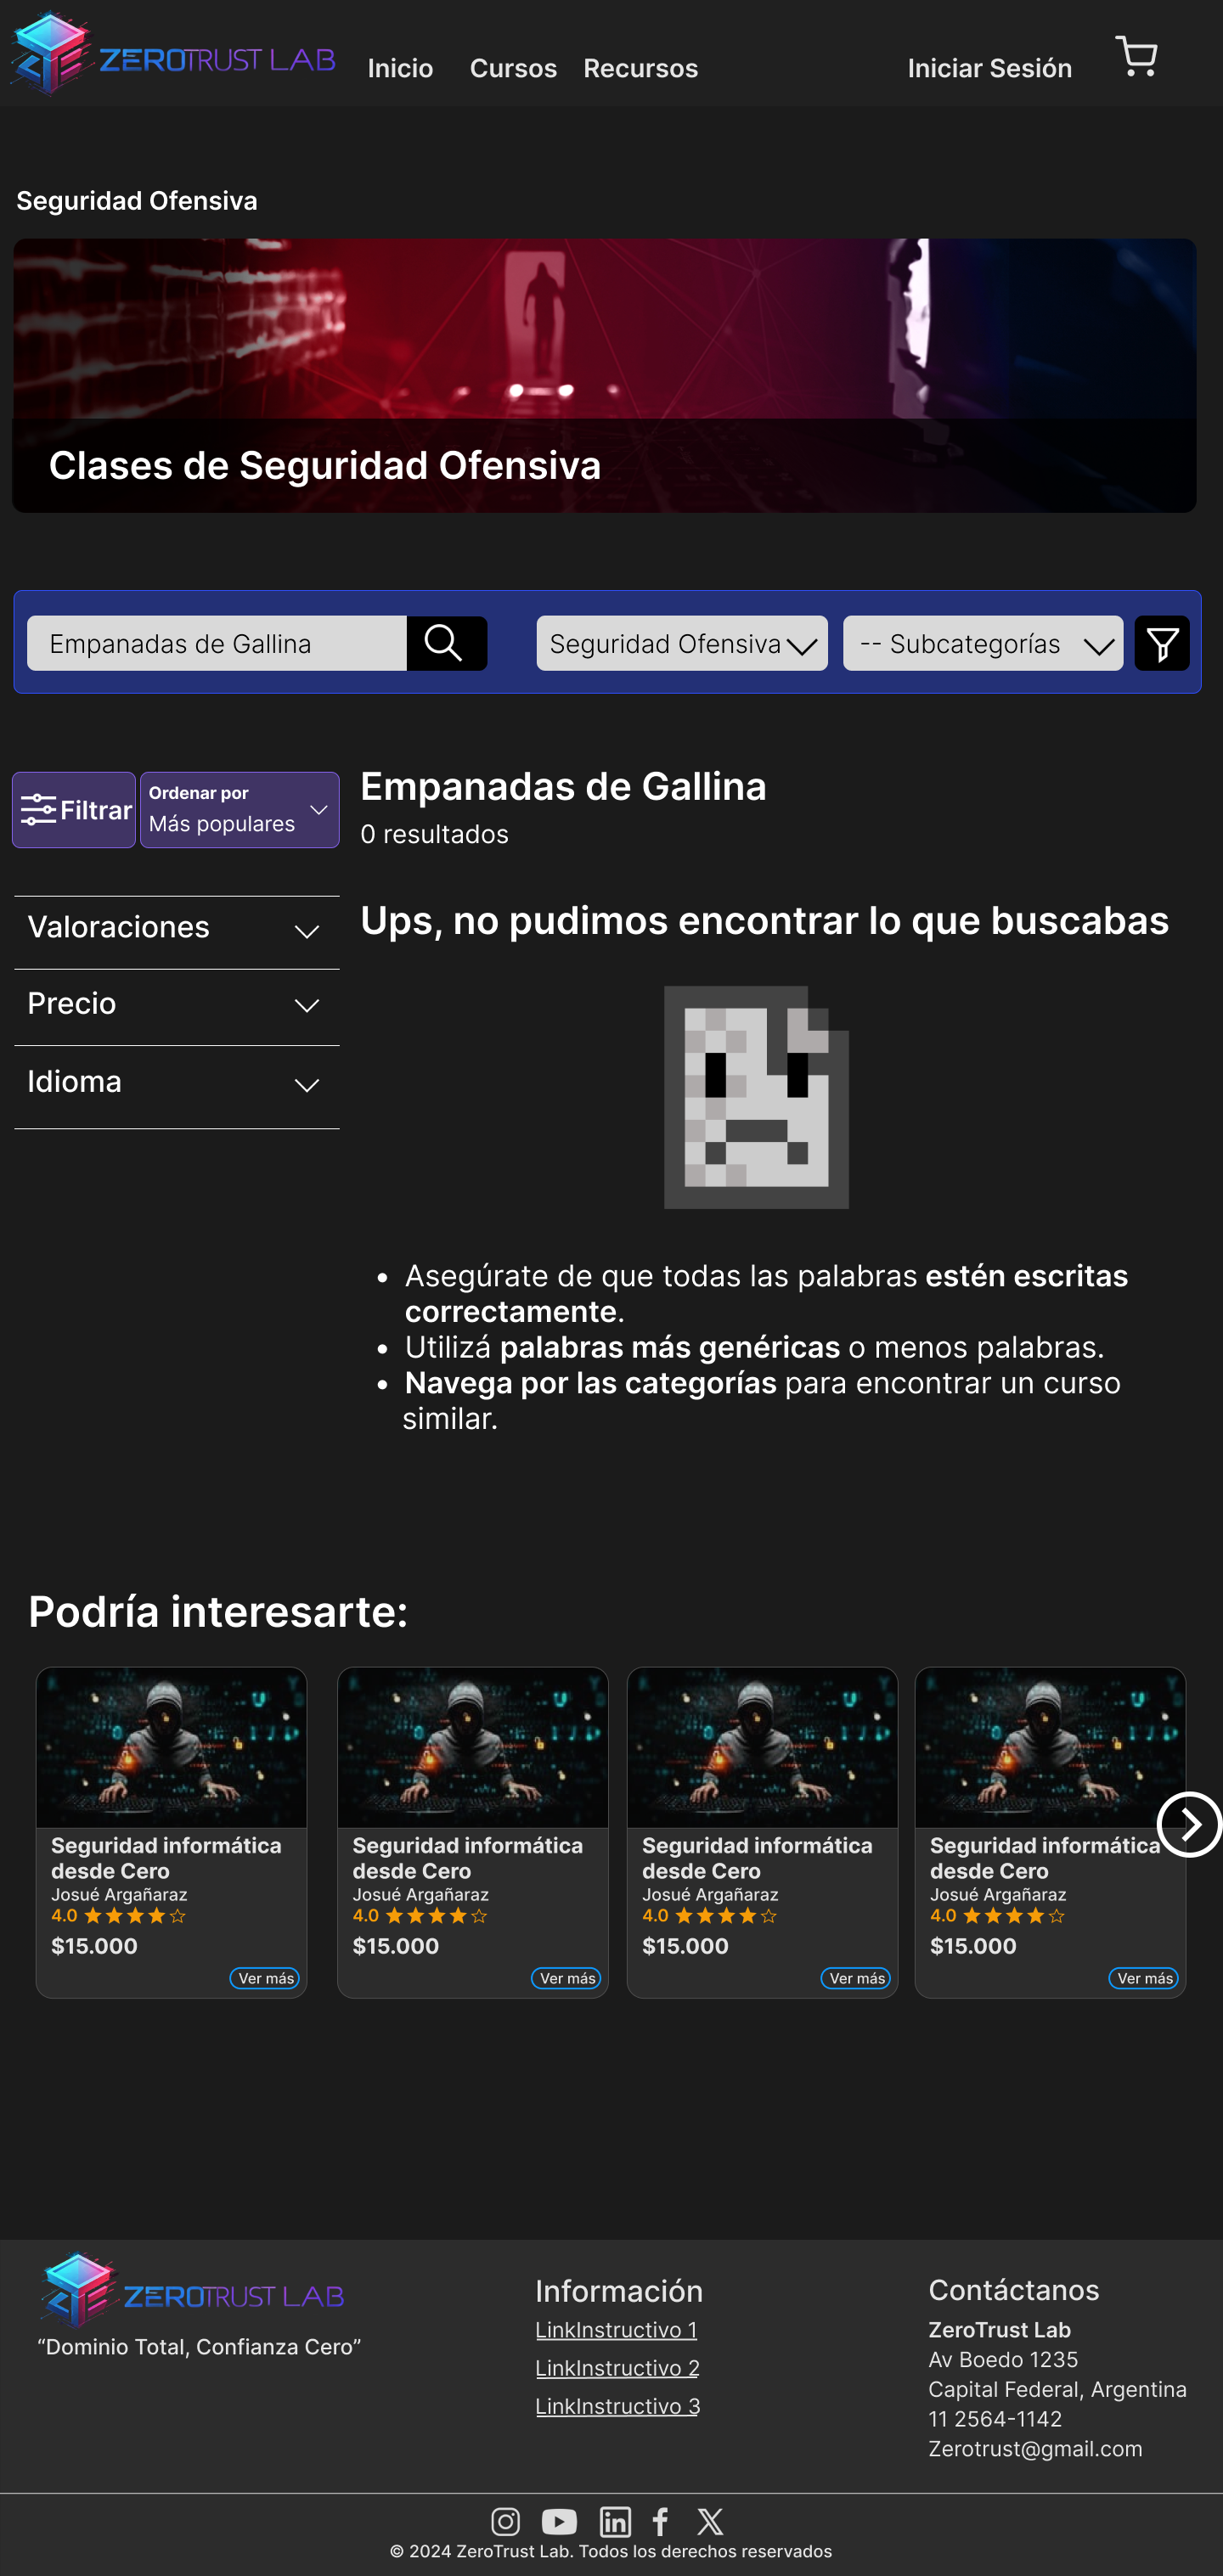 ZEROTRUST LAB
Inicio Cursos Recursos Iniciar Sesión
Seguridad Ofensiva
Clases de Seguridad Ofensiva
Empanadas de Gallina
Seguridad Ofensiva
-- Subcategorías
Filtrar
Ordenar por
Más populares
Valoraciones
Precio
Idioma
Empanadas de Gallina
0 resultados
Ups, no pudimos encontrar lo que buscabas
• Asegúrate de que todas las palabras estén escritas
correctamente.
• Utilizá palabras más genéricas o menos palabras.
• Navega por las categorías para encontrar un curso
similar.
Podría interesarte:
Seguridad informática
desde Cero
Josué Argañaraz
4.0
$15.000
Ver más
Seguridad informática
desde Cero
Josué Argañaraz
4.0
$15.000
Ver más
Seguridad informática
desde Cero
Josué Argañaraz
4.0
$15.000
Ver más
Seguridad informática
desde Cero
Josué Argañaraz
4.0
$15.000
Ver más
ZEROTRUST LAB
“Dominio Total, Confianza Cero”
Información
LinkInstructivo 1
LinkInstructivo 2
LinkInstructivo 3
Contáctanos
ZeroTrust Lab
Av Boedo 1235
Capital Federal, Argentina
11 2564-1142
Zerotrust@gmail.com
© 2024 ZeroTrust Lab. Todos los derechos reservados